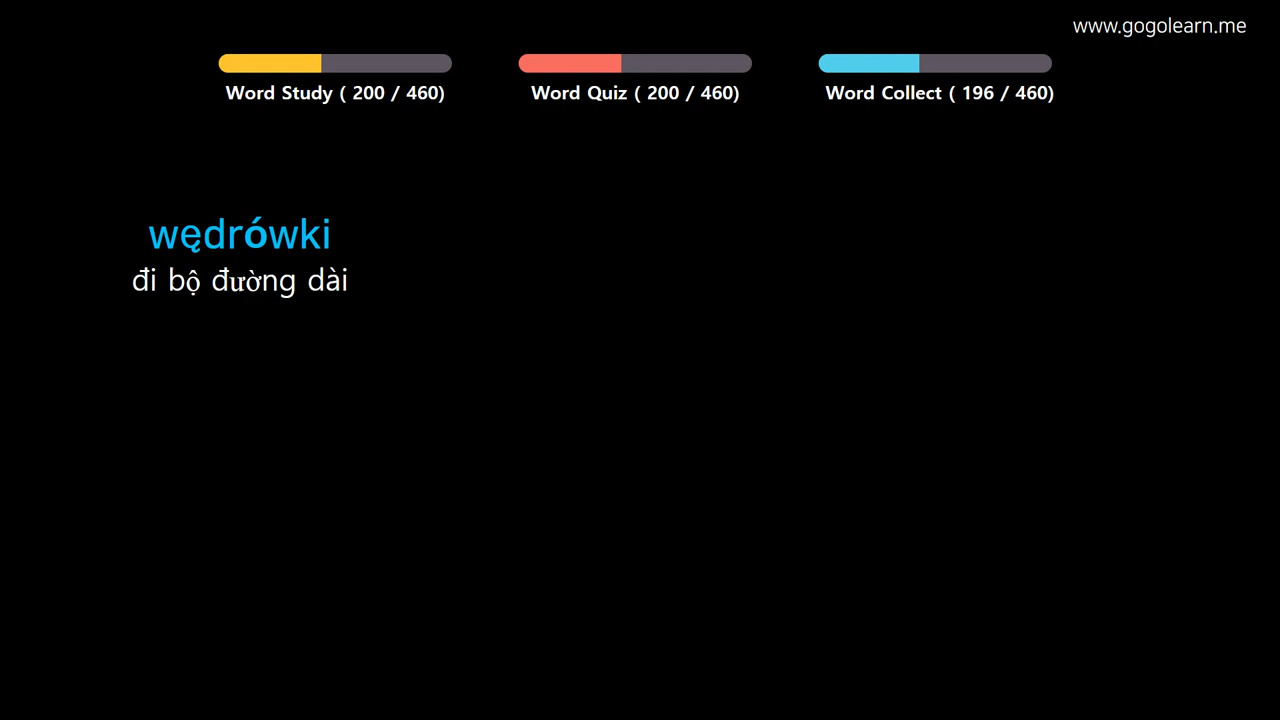 www.gogolearn.me
Word Study ( 200 / 460)
Word Quiz ( 200 / 460)
Word Collect ( 196 / 460)
wędrówki
đi bộ đường dài